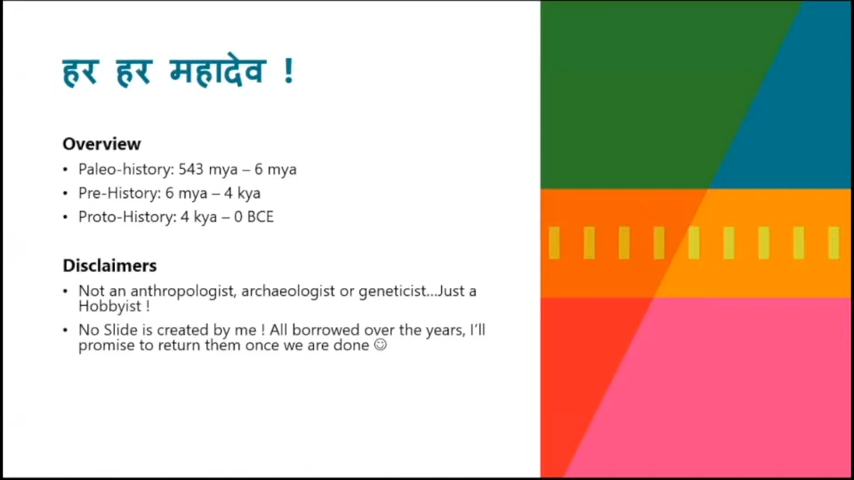 हर हर महादेव !
Overview
• Paleo-history: 543 mya – 6 mya
• Pre-History: 6 mya – 4 kya
• Proto-History: 4 kya – 0 BCE
Disclaimers
• Not an anthropologist, archaeologist or geneticist...Just a
Hobbyist !
• No Slide is created by me ! All borrowed over the years, I'll
promise to return them once we are done ☺